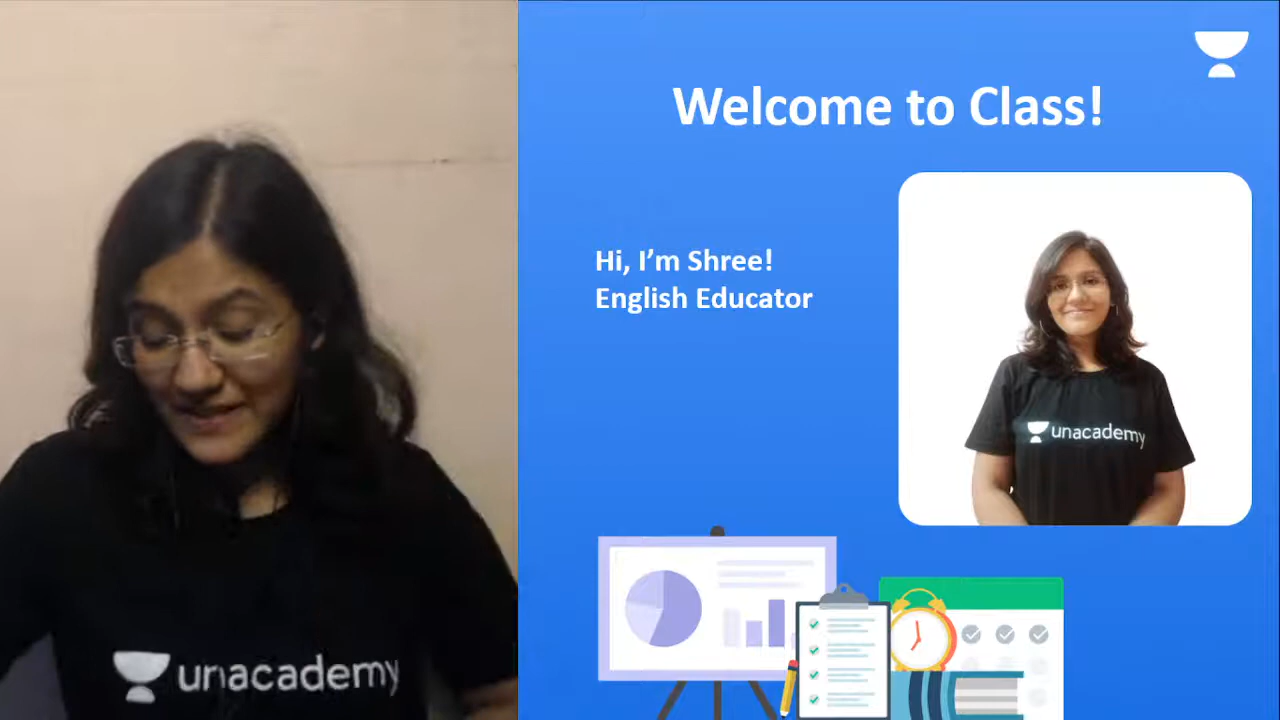 Welcome to Class!
Hi, I’m Shree!
English Educator
unacademy
unacademy